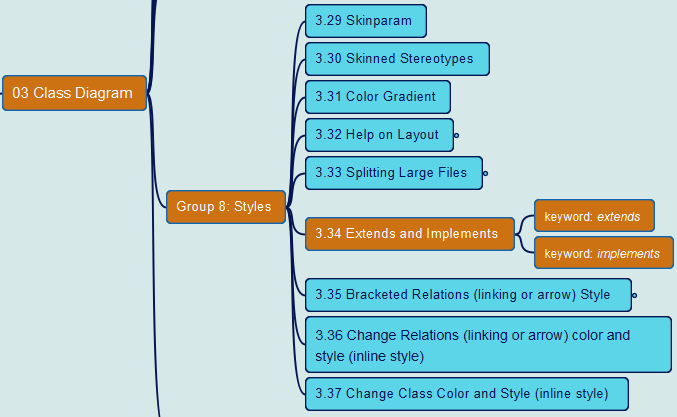 3.29 Skinparam
3.30 Skinned Stereotypes
03 Class Diagram
3.31 Color Gradient
3.32 Help on Layout
3.33 Splitting Large Files
Group 8: Styles
3.34 Extends and Implements
keyword: extends
keyword: implements
3.35 Bracketed Relations (linking or arrow) Style
3.36 Change Relations (linking or arrow) color and
style (inline style)
3.37 Change Class Color and Style (inline style)